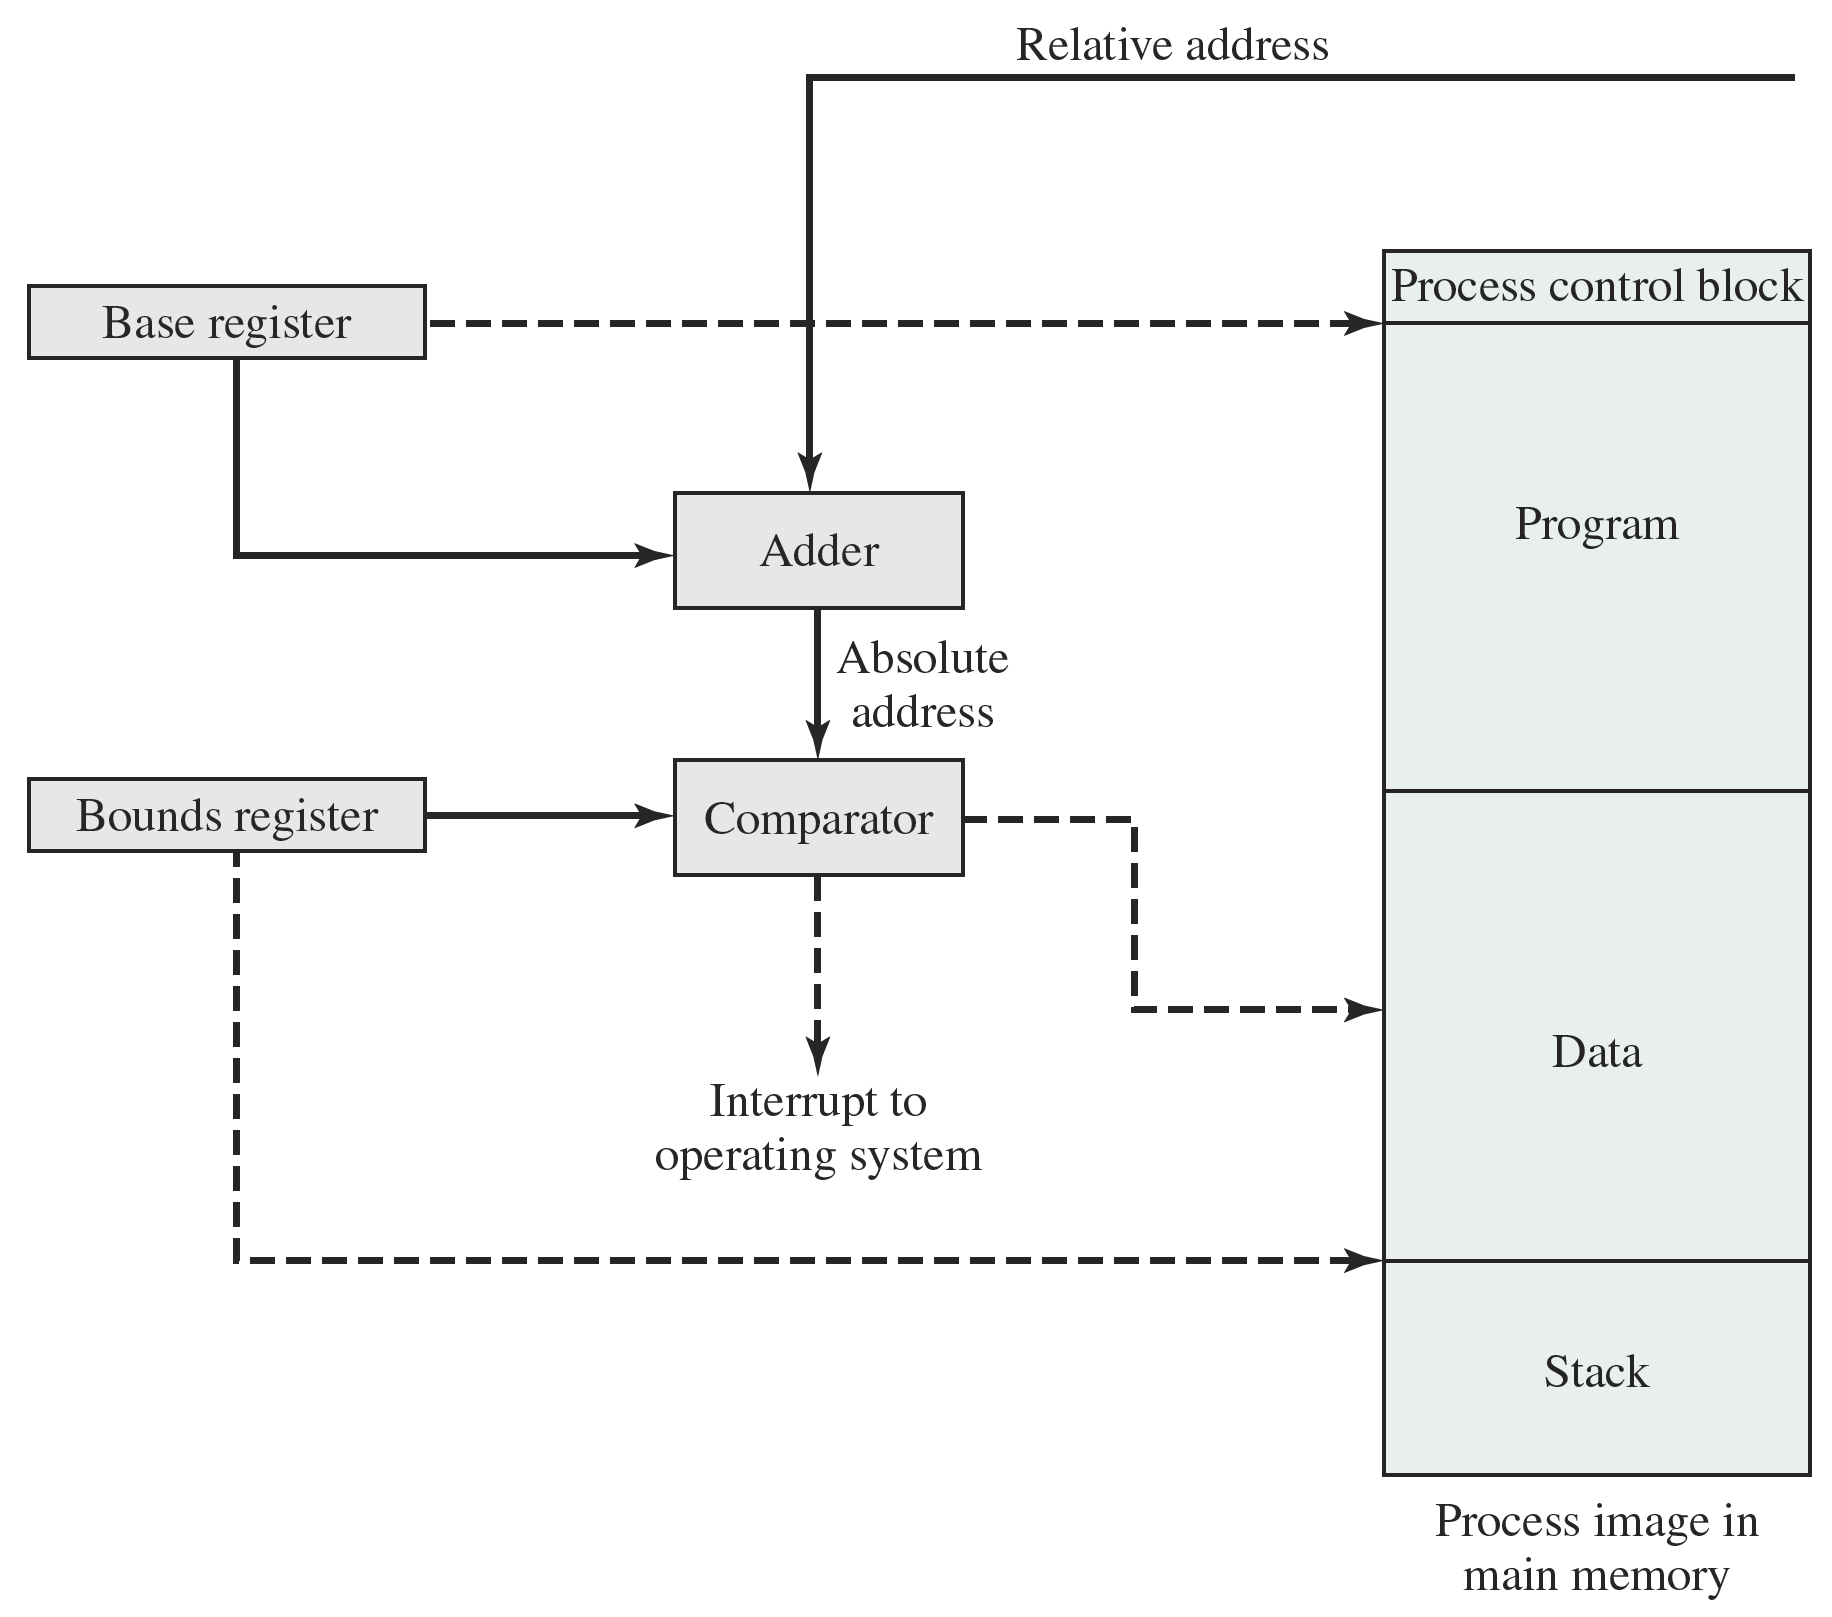 Relative address
Process control block
Base register
Program
Adder
Absolute
address
Bounds register
Comparator
Data
Interrupt to
operating system
Stack
Process image in
main memory